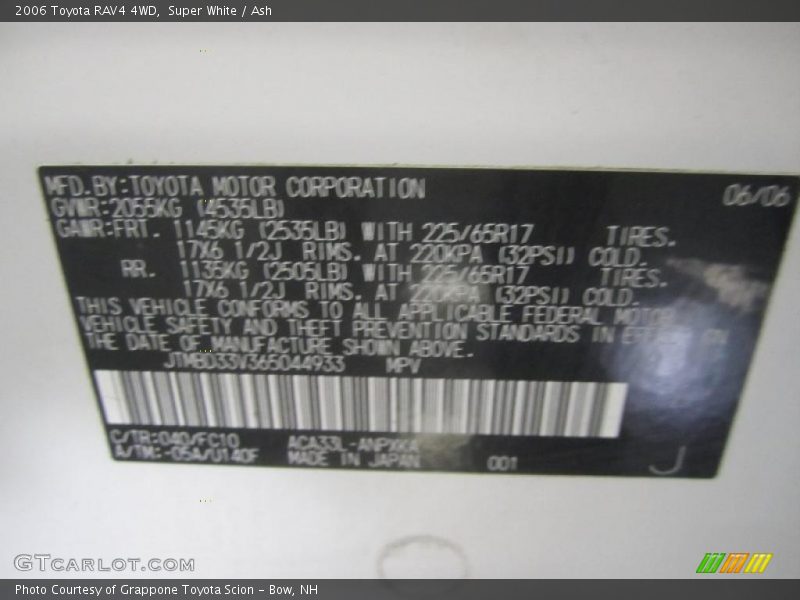 2006 Toyota RAV4 4WD,  Super White / Ash
MFD.BY:TOYOTA MOTOR CORPORATION 06/06
GVWR:2055KG (4535LB)
GAWR:FRT. 1145KG (2535LB) WITH 225/65R17 TIRES.
17X6 1/2J RIMS. AT 220KPA (32PSI) COLD.
RR. 1135KG (2505LB) WITH 225/65R17 TIRES.
17X6 1/2J RIMS. AT 220KPA (32PSI) COLD.
THIS VEHICLE CONFORMS TO ALL APPLICABLE FEDERAL MOTOR
VEHICLE SAFETY AND THEFT PREVENTION STANDARDS IN EFFECT ON
THE DATE OF MANUFACTURE SHOWN ABOVE.
JTMBD33V365044933 MPV
C/TR:040/FC10 ACA33L-ANPXKA
A/TM:-05A/U140F MADE IN JAPAN 001 J
GTCARLOT.COM
Photo Courtesy of Grappone Toyota Scion - Bow, NH